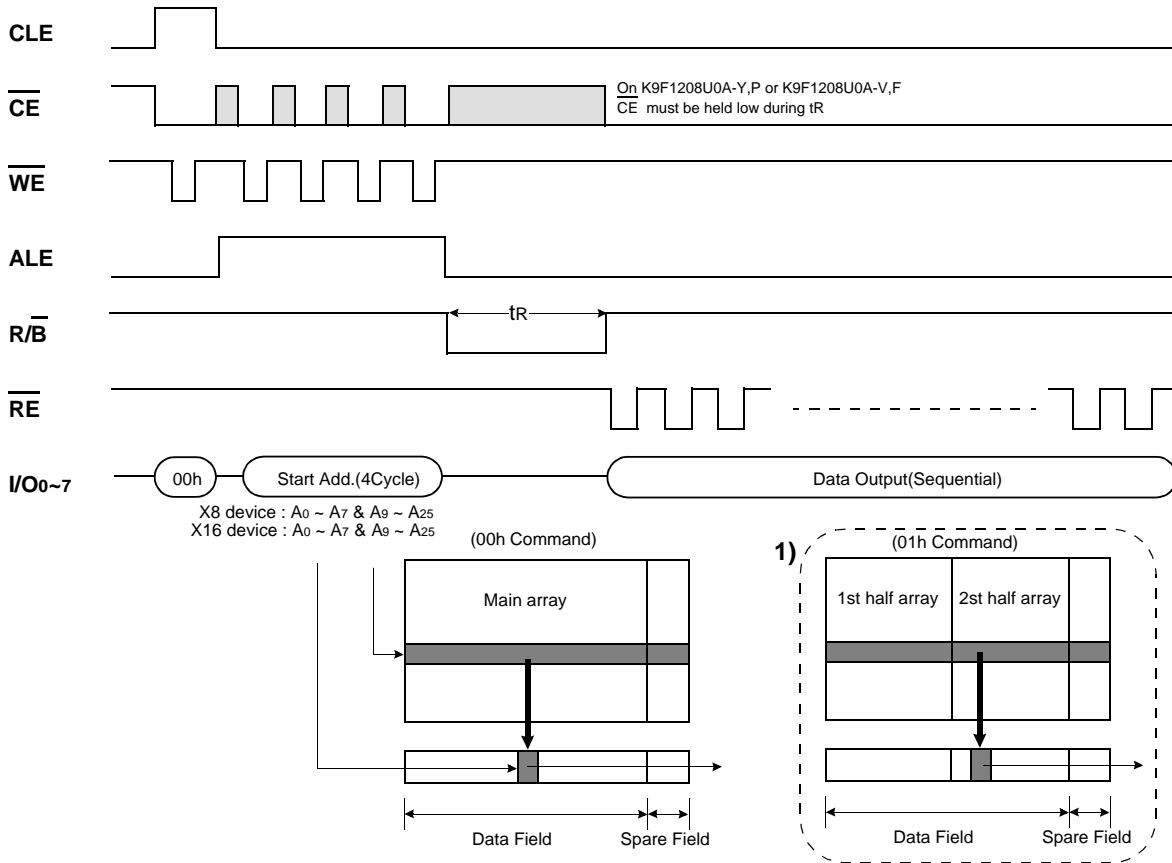 CLE
CE
On K9F1208U0A-Y,P or K9F1208U0A-V,F
CE must be held low during tR
WE
ALE
R/B
tR
RE
I/O0~7
00h
Start Add.(4Cycle)
Data Output(Sequential)
X8 device : A0 ~ A7 & A9 ~ A25
X16 device : A0 ~ A7 & A9 ~ A25
(00h Command)
1)
(01h Command)
Main array
1st half array
2st half array
Data Field
Spare Field
Data Field
Spare Field